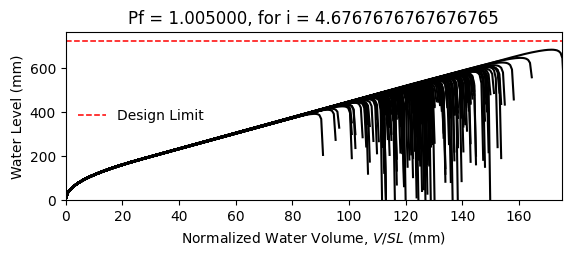 Pf = 1.005000, for i = 4.6767676767676765
Water Level (mm)
600
400
200
0
Design Limit
0 20 40 60 80 100 120 140 160
Normalized Water Volume, V/SL (mm)